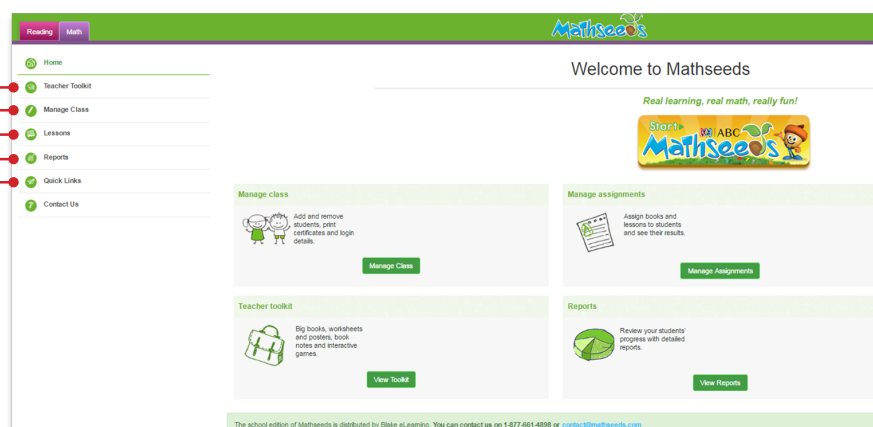 Reading Math
Mathseeds
Home
Teacher Toolkit
Manage Class
Lessons
Reports
Quick Links
Contact Us
Welcome to Mathseeds
Real learning, real math, really fun!
Start
ABC
Mathseeds
Manage class
Add and remove
students, print
certificates and login
details.
Manage Class
Manage assignments
Assign books and
lessons to students
and see their results.
Manage Assignments
Teacher toolkit
Big books, worksheets
and posters, book
notes and interactive
games.
View Toolkit
Reports
Review your students'
progress with detailed
reports.
View Reports
The school edition of Mathseeds is distributed by Blake eLearning. You can contact us on 1-877-661-4898 or contact@mathseeds.com